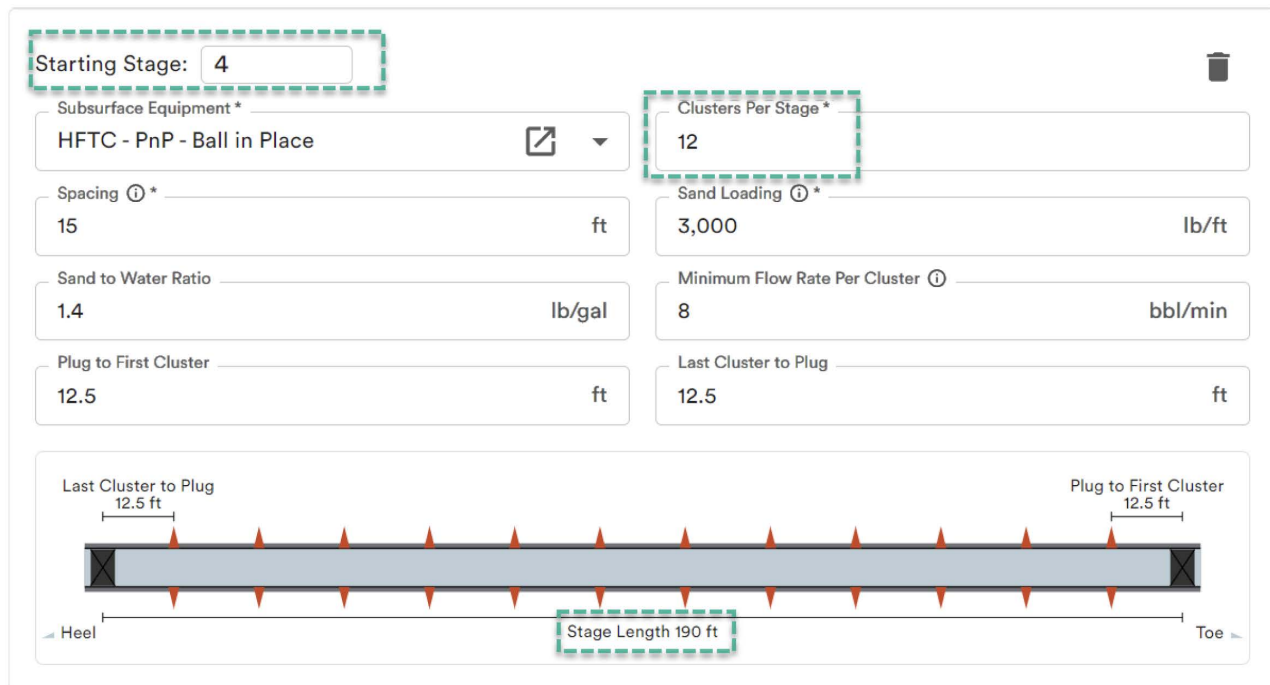 Starting Stage: 4
Subsurface Equipment *
HFTC - PnP - Ball in Place
Clusters Per Stage *
12
Spacing ⓘ *
15 ft
Sand Loading ⓘ *
3,000 lb/ft
Sand to Water Ratio
1.4 lb/gal
Minimum Flow Rate Per Cluster ⓘ
8 bbl/min
Plug to First Cluster
12.5 ft
Last Cluster to Plug
12.5 ft
Last Cluster to Plug
12.5 ft
Plug to First Cluster
12.5 ft
Heel
Stage Length 190 ft
Toe